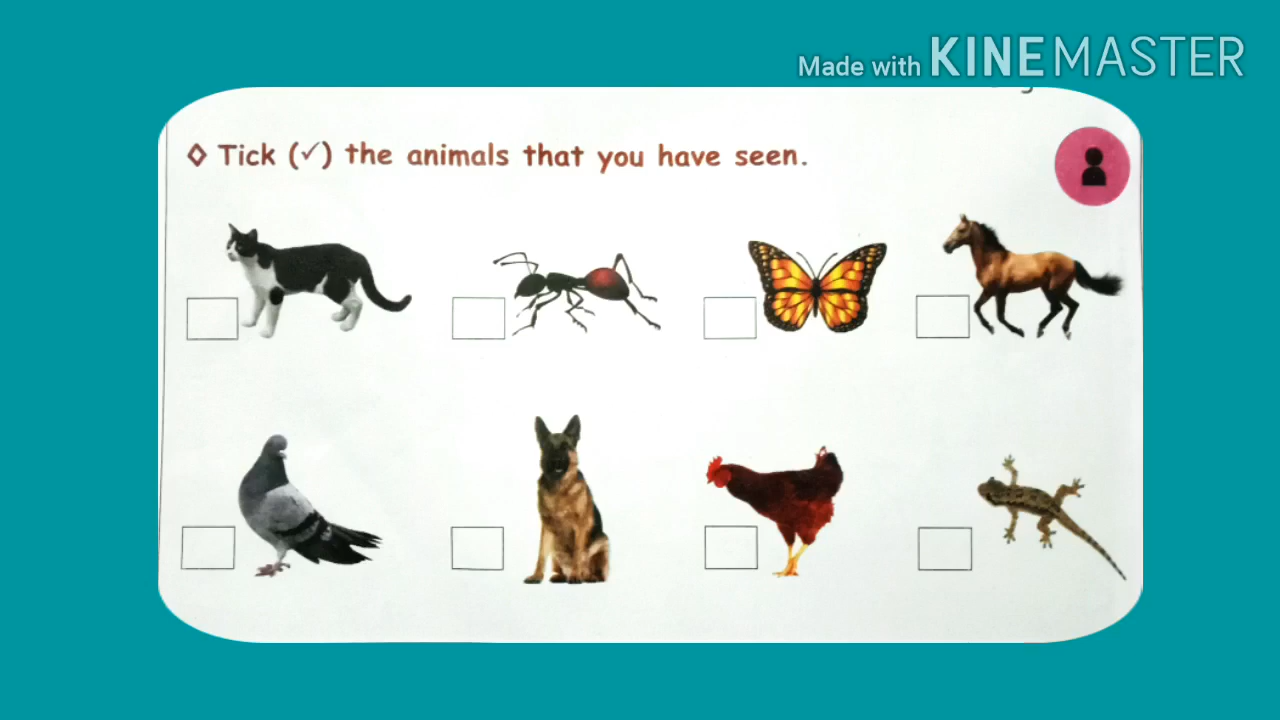 Made with KINEMASTER
◊ Tick (✓) the animals that you have seen.